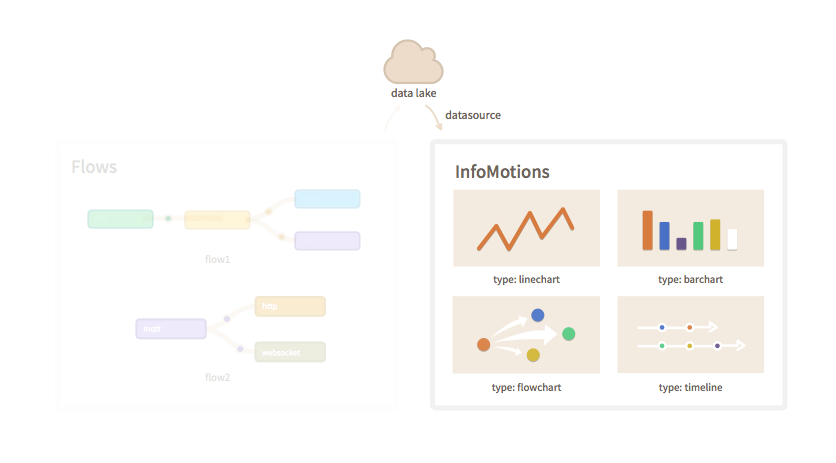 data lake
datasource
Flows
flow1
mqtt
http
websocket
flow2
InfoMotions
type: linechart
type: barchart
type: flowchart
type: timeline